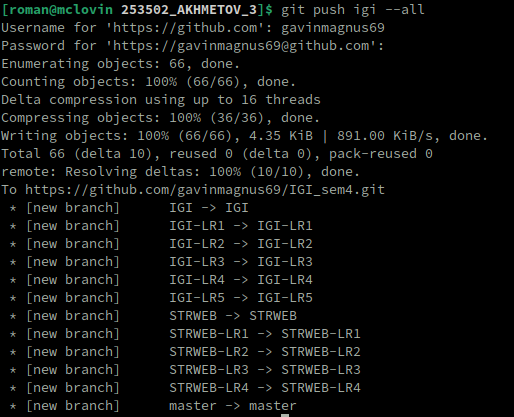 [roman@mclovin 253502_AKHMETOV_3]$ git push igi --all
Username for 'https://github.com': gavinmagnus69
Password for 'https://gavinmagnus69@github.com':
Enumerating objects: 66, done.
Counting objects: 100% (66/66), done.
Delta compression using up to 16 threads
Compressing objects: 100% (36/36), done.
Writing objects: 100% (66/66), 4.35 KiB | 891.00 KiB/s, done.
Total 66 (delta 10), reused 0 (delta 0), pack-reused 0
remote: Resolving deltas: 100% (10/10), done.
To https://github.com/gavinmagnus69/IGI_sem4.git
 * [new branch]      IGI -> IGI
 * [new branch]      IGI-LR1 -> IGI-LR1
 * [new branch]      IGI-LR2 -> IGI-LR2
 * [new branch]      IGI-LR3 -> IGI-LR3
 * [new branch]      IGI-LR4 -> IGI-LR4
 * [new branch]      IGI-LR5 -> IGI-LR5
 * [new branch]      STRWEB -> STRWEB
 * [new branch]      STRWEB-LR1 -> STRWEB-LR1
 * [new branch]      STRWEB-LR2 -> STRWEB-LR2
 * [new branch]      STRWEB-LR3 -> STRWEB-LR3
 * [new branch]      STRWEB-LR4 -> STRWEB-LR4
 * [new branch]      master -> master